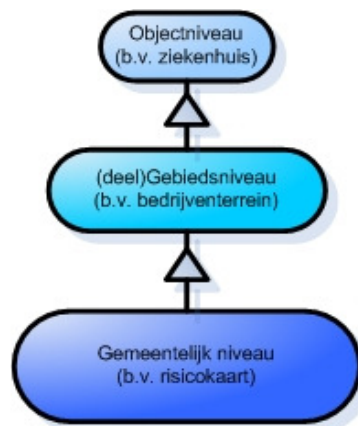 Objectniveau
(b.v. ziekenhuis)
(deel)Gebiedsniveau
(b.v. bedrijventerrein)
Gemeentelijk niveau
(b.v. risicokaart)